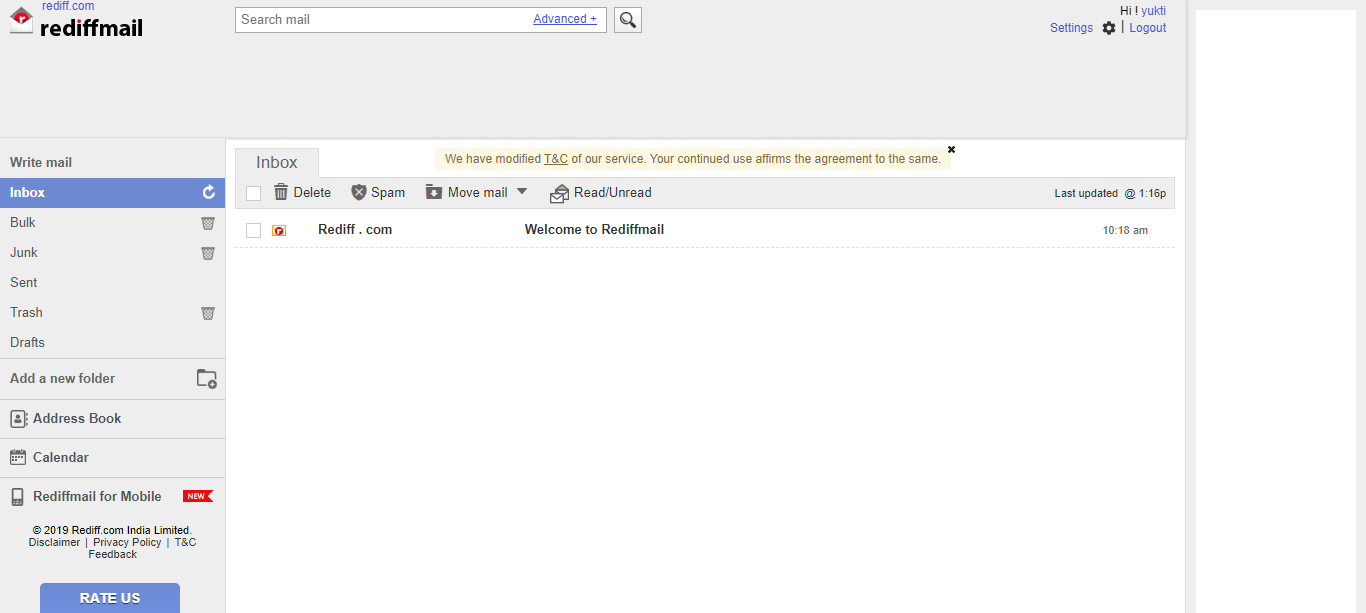 rediff.com
rediffmail
Search mail
Advanced +
Hi ! yukti
Settings | Logout
Write mail
Inbox
Bulk
Junk
Sent
Trash
Drafts
Add a new folder
Address Book
Calendar
Rediffmail for Mobile NEW
© 2019 Rediff.com India Limited.
Disclaimer | Privacy Policy | T&C
Feedback
RATE US
Inbox
We have modified T&C of our service. Your continued use affirms the agreement to the same.
Delete Spam Move mail Read/Unread Last updated @ 1:16p
Rediff . com Welcome to Rediffmail 10:18 am